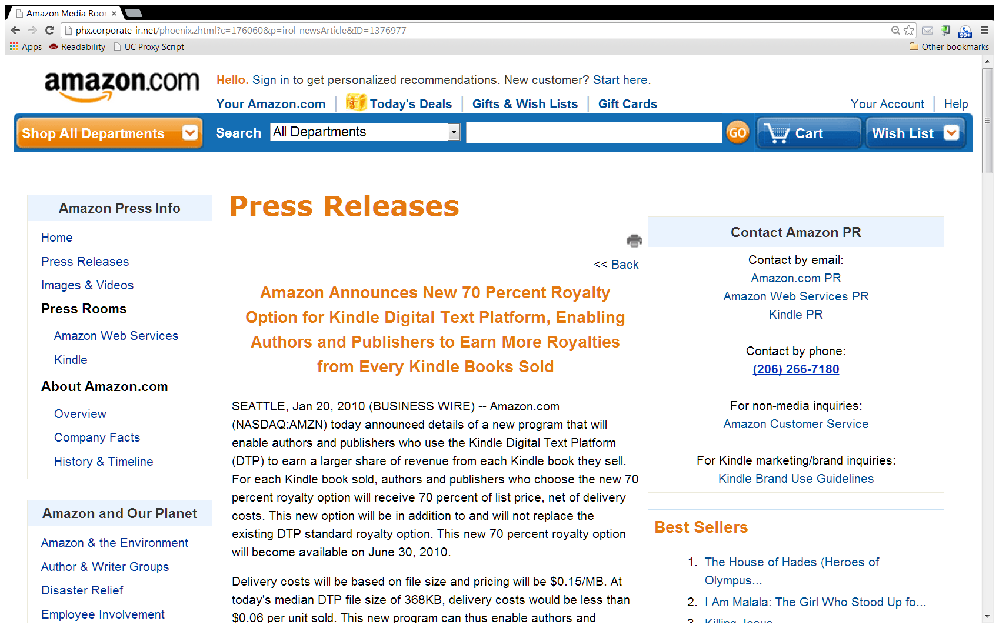 Amazon Media Roor
phx.corporate-ir.net/phoenix.zhtml?c=176060&p=irol-newsArticle&ID=1376977
99+
Apps Readability UC Proxy Script Other bookmarks
amazon.com
Hello. Sign in to get personalized recommendations. New customer? Start here.
Your Amazon.com Today's Deals Gifts & Wish Lists Gift Cards Your Account Help
Shop All Departments Search All Departments GO Cart Wish List
Amazon Press Info
Home
Press Releases
Images & Videos
Press Rooms
Amazon Web Services
Kindle
About Amazon.com
Overview
Company Facts
History & Timeline
Amazon and Our Planet
Amazon & the Environment
Author & Writer Groups
Disaster Relief
Employee Involvement
Press Releases
<< Back
Amazon Announces New 70 Percent Royalty
Option for Kindle Digital Text Platform, Enabling
Authors and Publishers to Earn More Royalties
from Every Kindle Books Sold
SEATTLE, Jan 20, 2010 (BUSINESS WIRE) -- Amazon.com
(NASDAQ:AMZN) today announced details of a new program that will
enable authors and publishers who use the Kindle Digital Text Platform
(DTP) to earn a larger share of revenue from each Kindle book they sell.
For each Kindle book sold, authors and publishers who choose the new 70
percent royalty option will receive 70 percent of list price, net of delivery
costs. This new option will be in addition to and will not replace the
existing DTP standard royalty option. This new 70 percent royalty option
will become available on June 30, 2010.
Delivery costs will be based on file size and pricing will be $0.15/MB. At
today's median DTP file size of 368KB, delivery costs would be less than
$0.06 per unit sold. This new program can thus enable authors and
Contact Amazon PR
Contact by email:
Amazon.com PR
Amazon Web Services PR
Kindle PR
Contact by phone:
(206) 266-7180
For non-media inquiries:
Amazon Customer Service
For Kindle marketing/brand inquiries:
Kindle Brand Use Guidelines
Best Sellers
1. The House of Hades (Heroes of
Olympus...
2. I Am Malala: The Girl Who Stood Up fo...
3. Killing Jesus